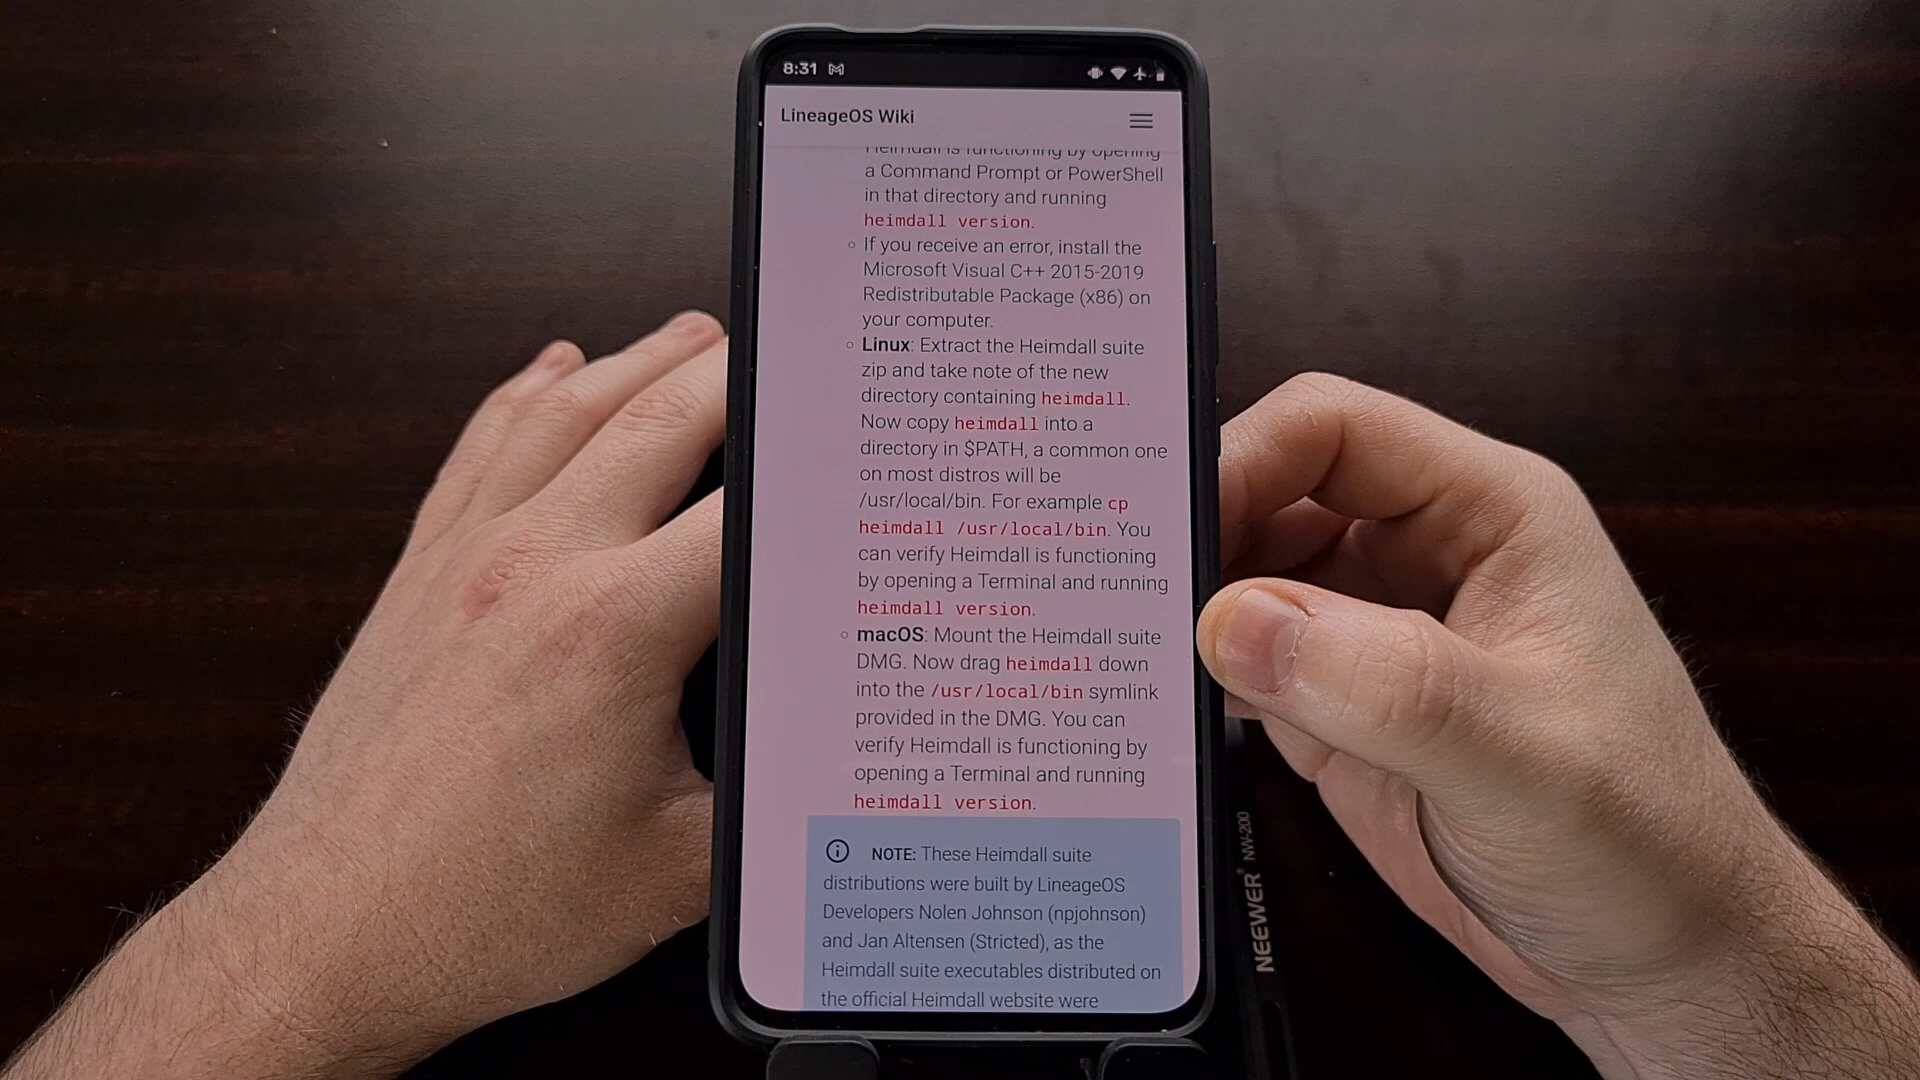 8:31
LineageOS Wiki
Heimdall is functioning by opening
a Command Prompt or PowerShell
in that directory and running
heimdall version.
If you receive an error, install the
Microsoft Visual C++ 2015-2019
Redistributable Package (x86) on
your computer.
Linux: Extract the Heimdall suite
zip and take note of the new
directory containing heimdall.
Now copy heimdall into a
directory in $PATH, a common one
on most distros will be
/usr/local/bin. For example cp
heimdall /usr/local/bin. You
can verify Heimdall is functioning
by opening a Terminal and running
heimdall version.
macOS: Mount the Heimdall suite
DMG. Now drag heimdall down
into the /usr/local/bin symlink
provided in the DMG. You can
verify Heimdall is functioning by
opening a Terminal and running
heimdall version.
NOTE: These Heimdall suite
distributions were built by LineageOS
Developers Nolen Johnson (npjohnson)
and Jan Altensen (Stricted), as the
Heimdall suite executables distributed on
the official Heimdall website were
NEEWER® NW-200